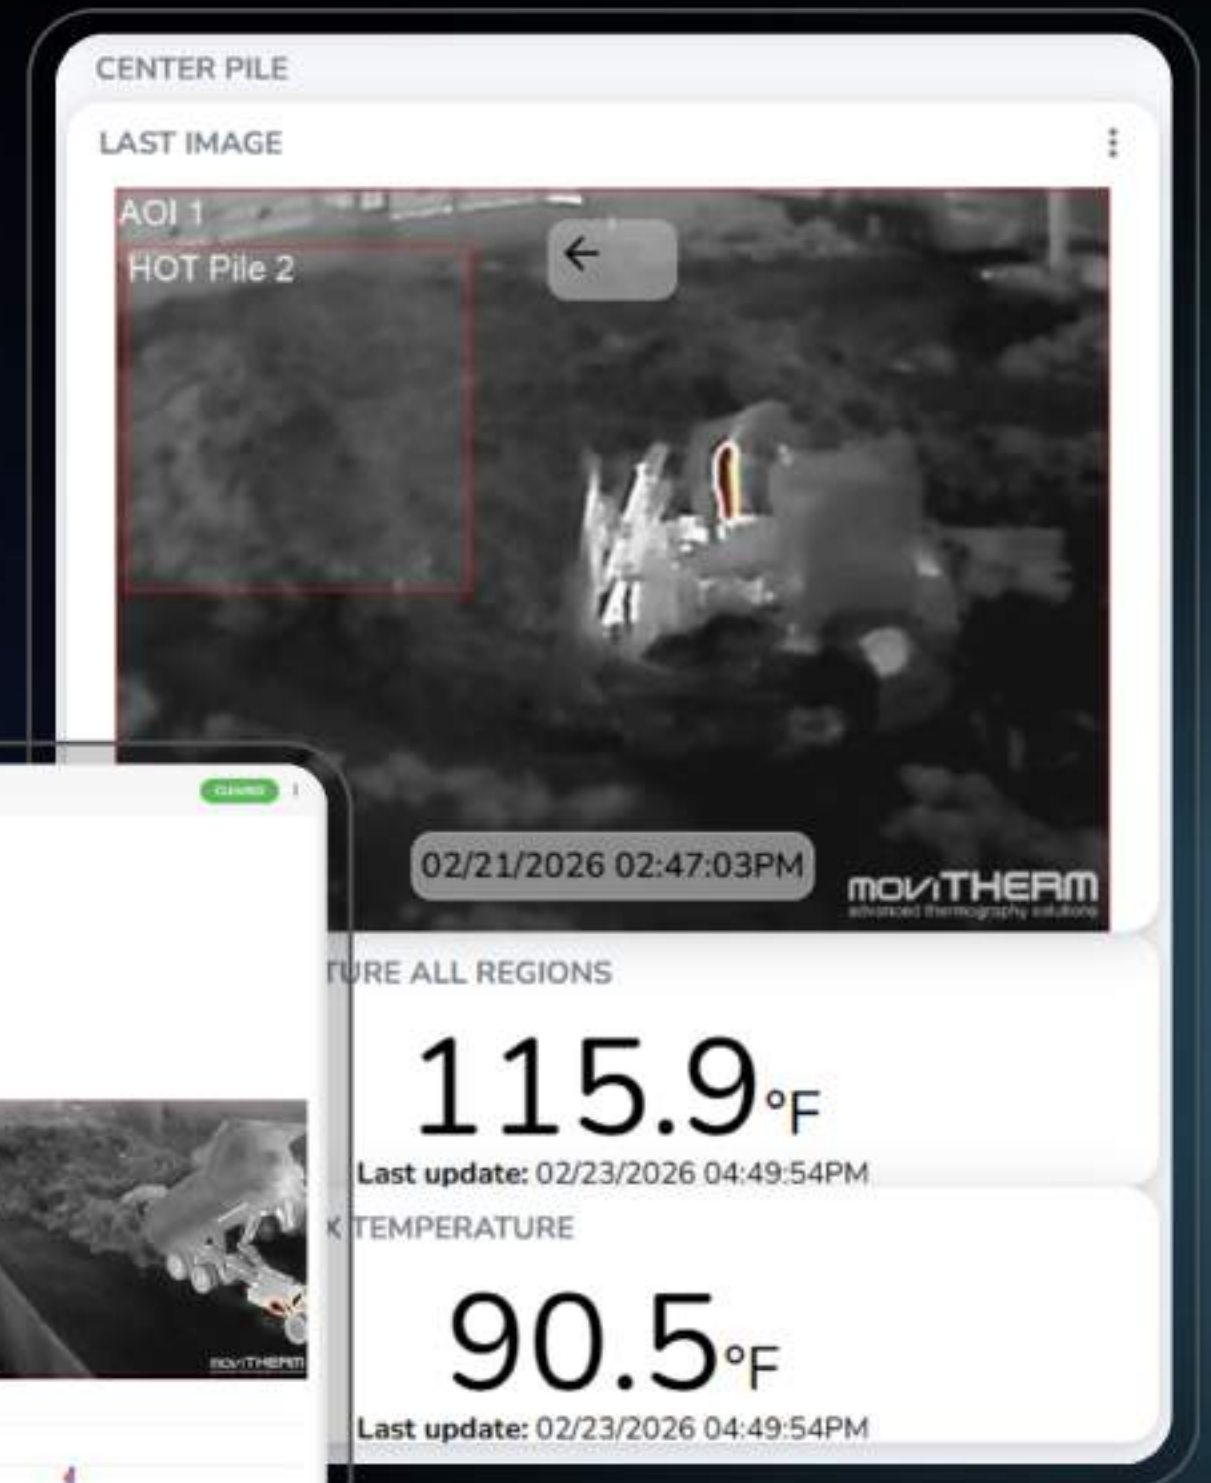 CENTER PILE
LAST IMAGE
AOI 1
HOT Pile 2
02/21/2026 02:47:03PM
moviTHERM
advanced thermography solutions
CLEARED
TURE ALL REGIONS
115.9°F
Last update: 02/23/2026 04:49:54PM
X TEMPERATURE
90.5°F
Last update: 02/23/2026 04:49:54PM
moviTHERM